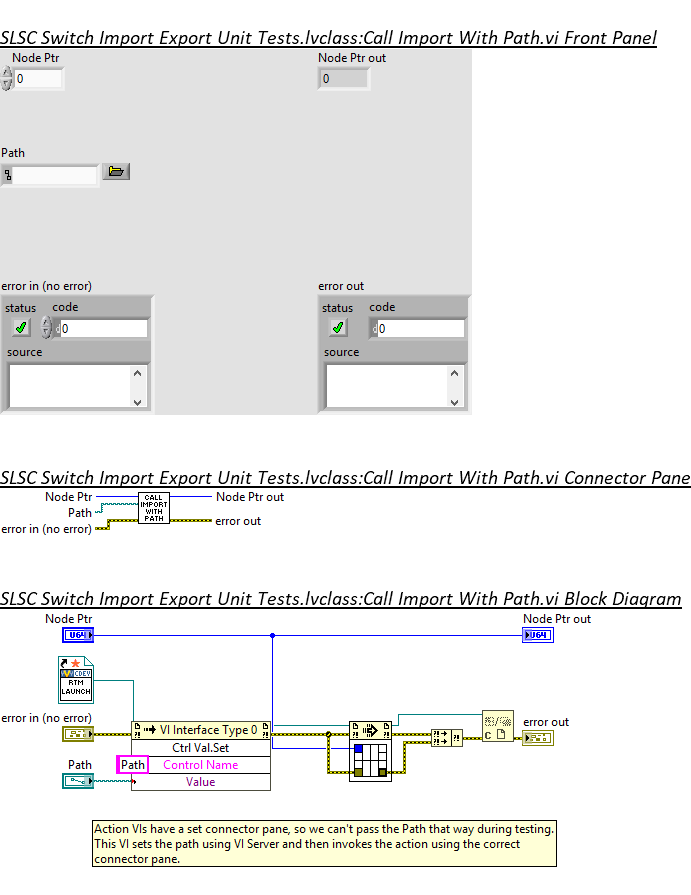 SLSC Switch Import Export Unit Tests.lvclass:Call Import With Path.vi Front Panel
Node Ptr
Node Ptr out
0
0
Path
error in (no error)
error out
status code
status code
0
0
source
source
SLSC Switch Import Export Unit Tests.lvclass:Call Import With Path.vi Connector Pane
Node Ptr
CALL
IMPORT
WITH
PATH
Node Ptr out
Path
error out
error in (no error)
SLSC Switch Import Export Unit Tests.lvclass:Call Import With Path.vi Block Diagram
Node Ptr
Node Ptr out
U64
U64
CDEV
RTM
LAUNCH
error in (no error)
VI Interface Type 0
error out
Ctrl Val.Set
Path
Path
Control Name
Value
Action VIs have a set connector pane, so we can't pass the Path that way during testing.
This VI sets the path using VI Server and then invokes the action using the correct
connector pane.